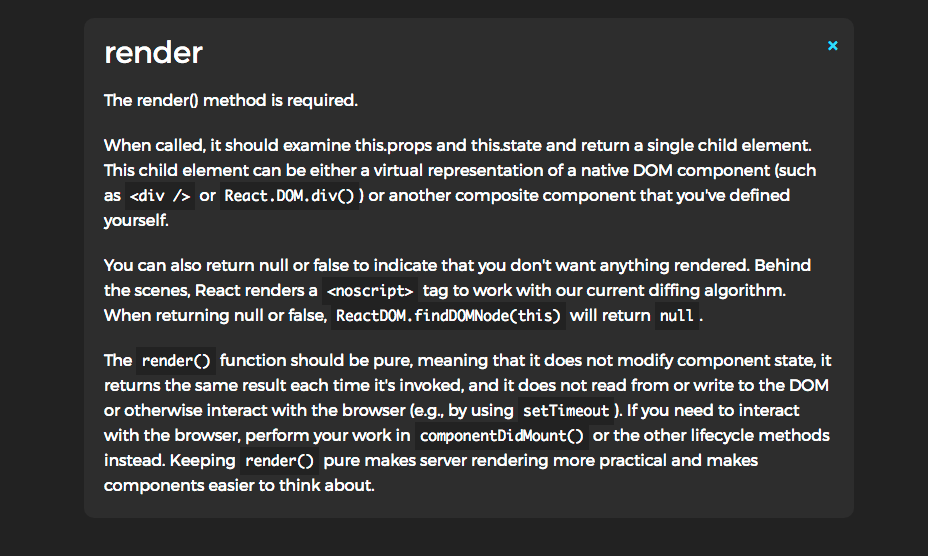 render
×
The render() method is required.
When called, it should examine this.props and this.state and return a single child element.
This child element can be either a virtual representation of a native DOM component (such
as <div /> or React.DOM.div() ) or another composite component that you've defined
yourself.
You can also return null or false to indicate that you don't want anything rendered. Behind
the scenes, React renders a <noscript> tag to work with our current diffing algorithm.
When returning null or false, ReactDOM.findDOMNode(this) will return null .
The render() function should be pure, meaning that it does not modify component state, it
returns the same result each time it's invoked, and it does not read from or write to the DOM
or otherwise interact with the browser (e.g., by using setTimeout ). If you need to interact
with the browser, perform your work in componentDidMount() or the other lifecycle methods
instead. Keeping render() pure makes server rendering more practical and makes
components easier to think about.